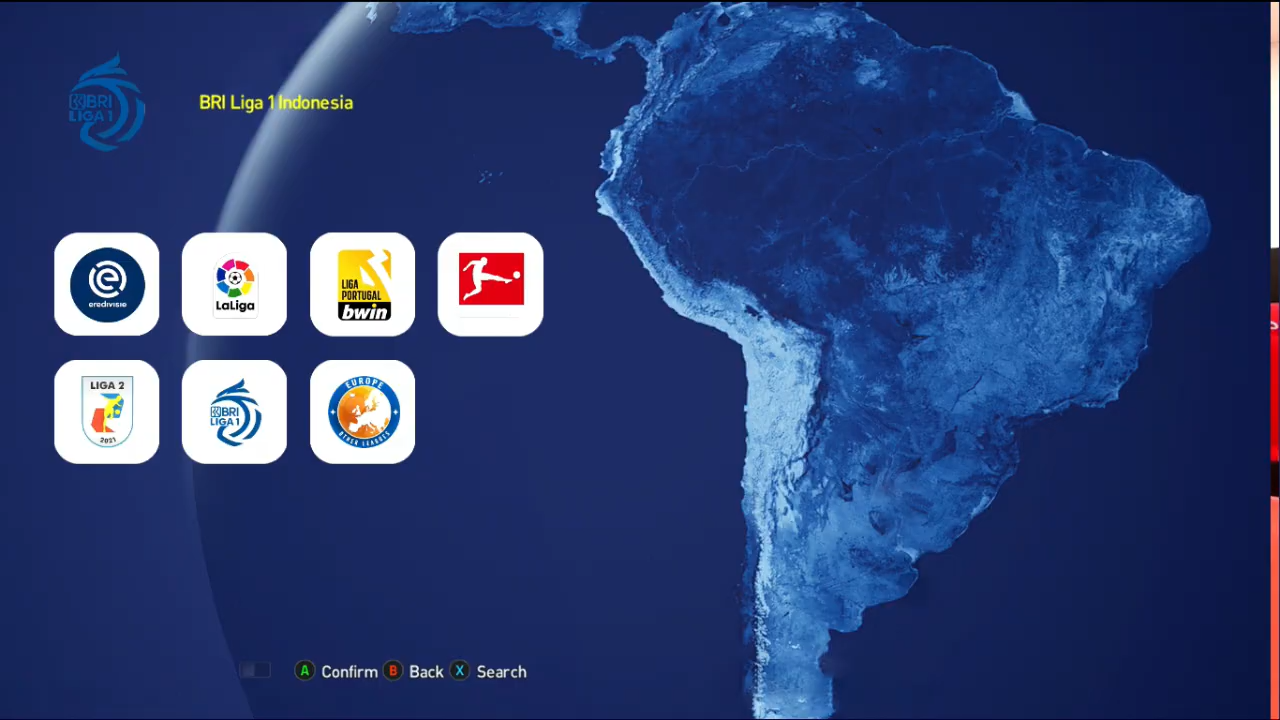 BRI
LIGA 1
BRI Liga 1 Indonesia
eredivisie
LaLiga
LIGA
PORTUGAL
bwin
LIGA 2
2021
BRI
LIGA 1
EUROPE
OTHER LEAGUES
A Confirm B Back X Search